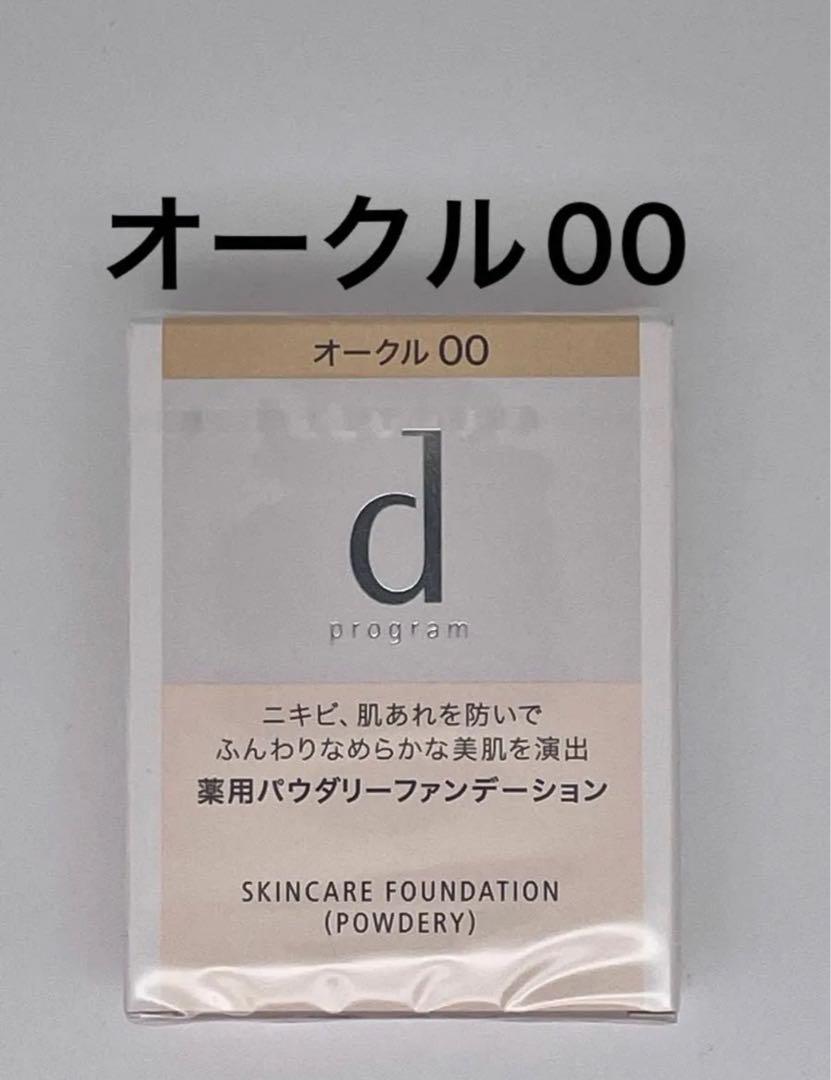 オークル00
オークル 00
d
program
ニキビ、肌あれを防いで
ふんわりなめらかな美肌を演出
薬用パウダリーファンデーション
SKINCARE FOUNDATION
(POWDERY)